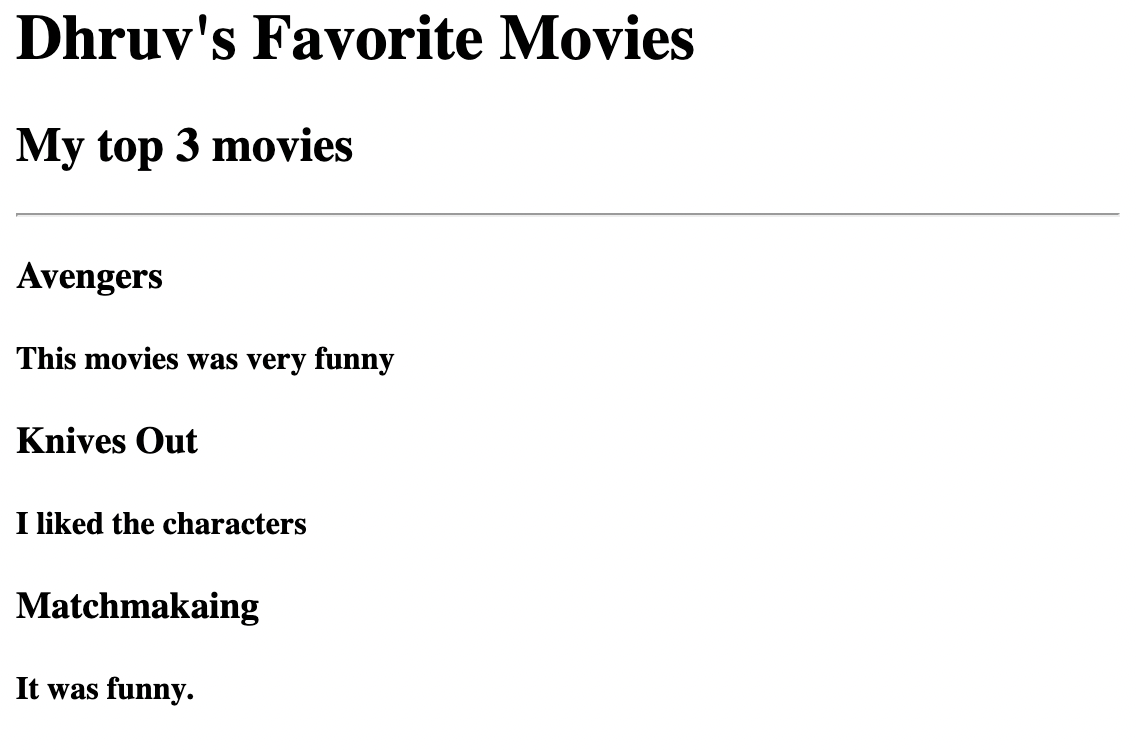 Dhruv's Favorite Movies
My top 3 movies
Avengers
This movies was very funny
Knives Out
I liked the characters
Matchmakaing
It was funny.